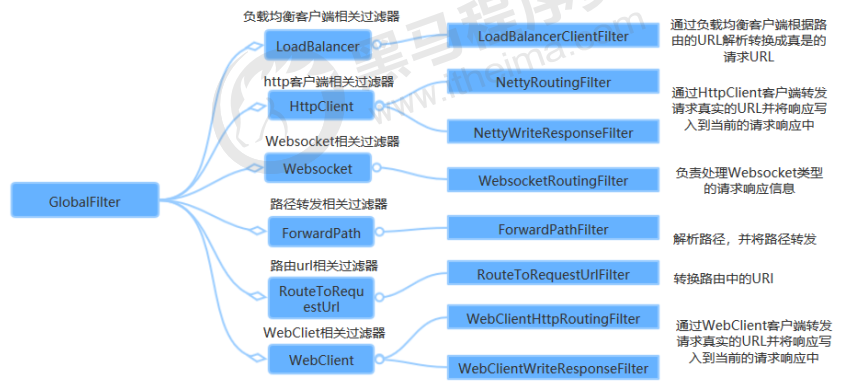 负载均衡客户端相关过滤器
LoadBalancer
LoadBalancerClientFilter
通过负载均衡客户端根据路
由的URL解析转换成真是的
请求URL
http客户端相关过滤器
HttpClient
NettyRoutingFilter
NettyWriteResponseFilter
通过HttpClient客户端转发
请求真实的URL并将响应写
入到当前的请求响应中
Websocket相关过滤器
Websocket
WebsocketRoutingFilter
负责处理Websocket类型
的请求响应信息
GlobalFilter
路径转发相关过滤器
ForwardPath
ForwardPathFilter
解析路径，并将路径转发
路由url相关过滤器
RouteToRequ
estUrl
RouteToRequestUrlFilter
转换路由中的URI
WebCliet相关过滤器
WebClient
WebClientHttpRoutingFilter
WebClientWriteResponseFilter
通过WebClient客户端转发
请求真实的URL并将响应写
入到当前的请求响应中
黑马程序员
www.itheima.com